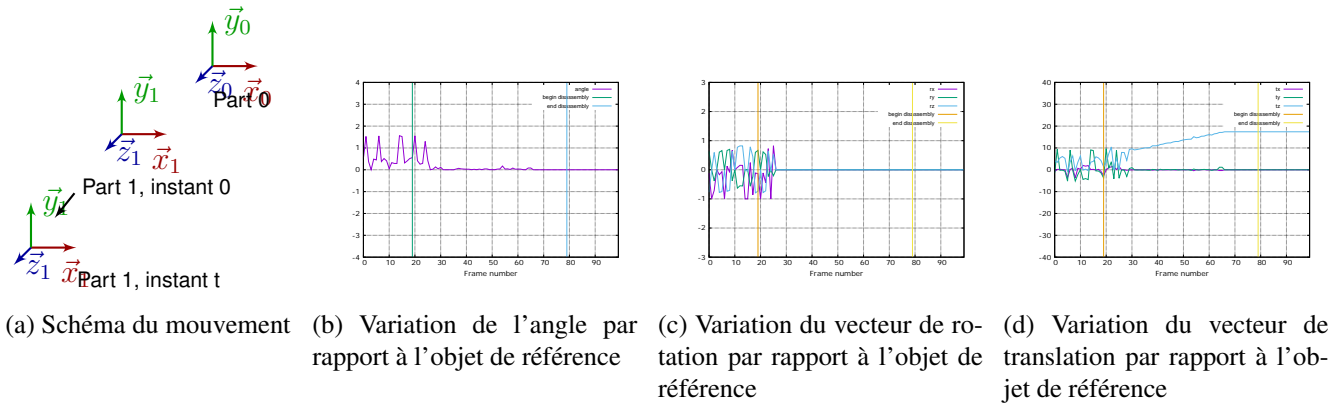 y⃗0
z⃗0
x⃗0
Part 0
y⃗1
z⃗1
x⃗1
Part 1, instant 0
y⃗1
z⃗1
x⃗1
Part 1, instant t
4
3
2
1
0
-1
-2
-3
-4
0 10 20 30 40 50 60 70 80 90
Frame number
angle
begin disassembly
end disassembly
3
2
1
0
-1
-2
-3
0 10 20 30 40 50 60 70 80 90
Frame number
rx
ry
rz
begin disassembly
end disassembly
40
30
20
10
0
-10
-20
-30
-40
0 10 20 30 40 50 60 70 80 90
Frame number
tx
ty
tz
begin disassembly
end disassembly
(a) Schéma du mouvement
(b) Variation de l'angle par
rapport à l'objet de référence
(c) Variation du vecteur de ro-
tation par rapport à l'objet de
référence
(d) Variation du vecteur de
translation par rapport à l'ob-
jet de référence